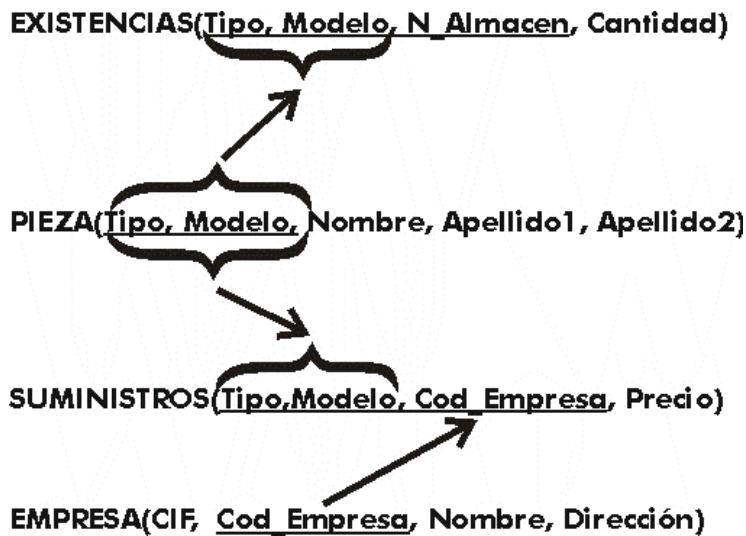 EXISTENCIAS(Tipo, Modelo, N_Almacen, Cantidad)
PIEZA(Tipo, Modelo, Nombre, Apellido1, Apellido2)
SUMINISTROS(Tipo,Modelo, Cod_Empresa, Precio)
EMPRESA(CIF, Cod_Empresa, Nombre, Dirección)